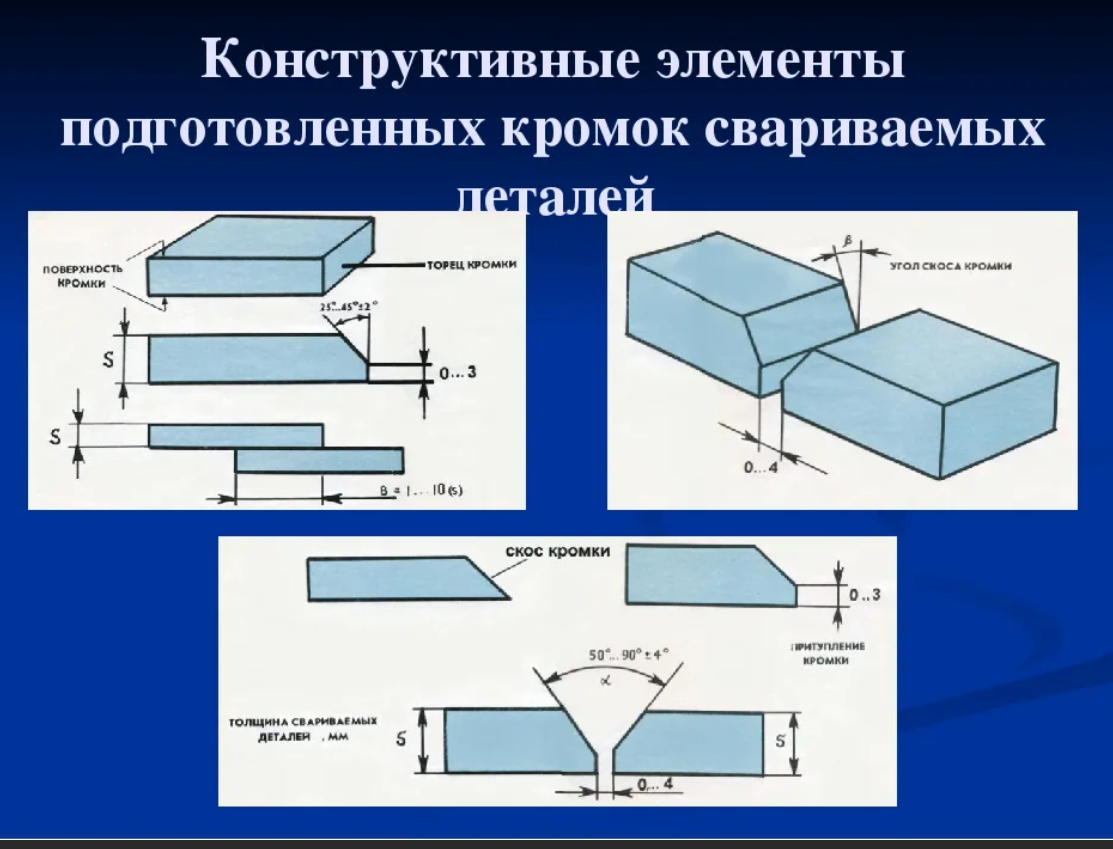 Конструктивные элементы
подготовленных кромок свариваемых
деталей
ПОВЕРХНОСТЬ
КРОМКИ
ТОРЕЦ КРОМКИ
25°...45°±2°
S
0...3
S
В = 1...10(s)
β
УГОЛ СКОСА КРОМКИ
0...4
скос кромки
0..3
ПРИТУПЛЕНИЕ
КРОМКИ
50°...90°±4°
α
ТОЛЩИНА СВАРИВАЕМЫХ
ДЕТАЛЕЙ , ММ
S
S
0,...4